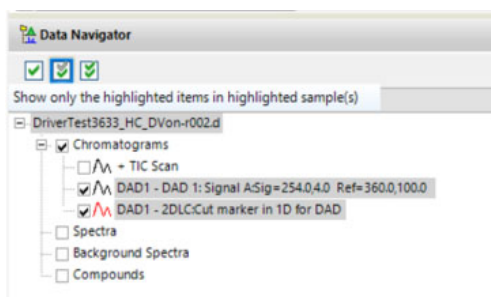 Data Navigator
Show only the highlighted items in highlighted sample(s)
DriverTest3633_HC_DVon-r002.d
Chromatograms
+ TIC Scan
DAD1 - DAD 1: Signal A:Sig=254.0,4.0 Ref=360.0,100.0
DAD1 - 2DLC:Cut marker in 1D for DAD
Spectra
Background Spectra
Compounds